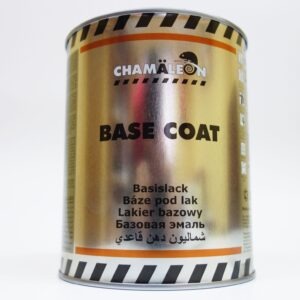 CHAMÄLEON
BASE COAT
Basislack
Báze pod lak
Lakier bazowy
Базовая эмаль
شماليون دهن قاعدي